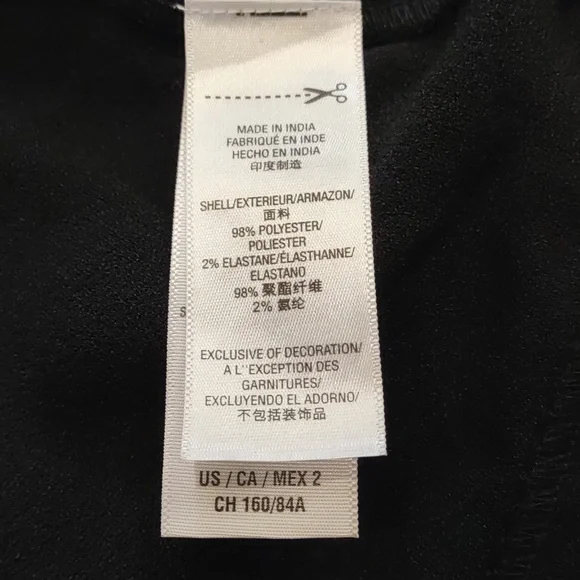 MADE IN INDIA
FABRIQUÉ EN INDE
HECHO EN INDIA
印度制造
SHELL/EXTERIEUR/ARMAZON/
面料
98% POLYESTER/
POLIESTER
2% ELASTANE/ÉLASTHANNE/
ELASTANO
98% 聚酯纤维
2% 氨纶
EXCLUSIVE OF DECORATION/
A L''EXCEPTION DES
GARNITURES/
EXCLUYENDO EL ADORNO/
不包括装饰品
S
US / CA / MEX 2
CH 160/84A